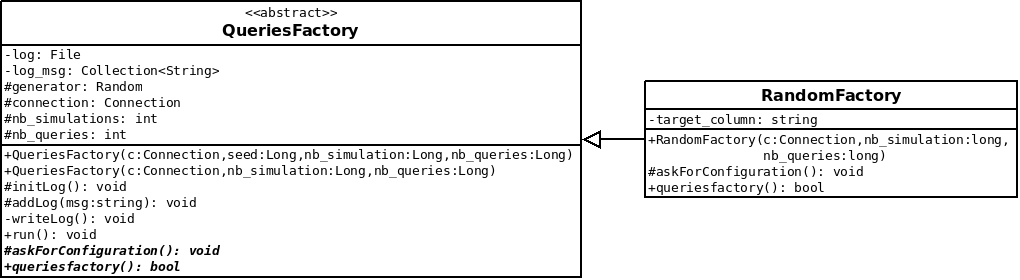 <<abstract>>
QueriesFactory
-log: File
-log_msg: Collection<String>
#generator: Random
#connection: Connection
#nb_simulations: int
#nb_queries: int
+QueriesFactory(c:Connection,seed:Long,nb_simulation:Long,nb_queries:Long)
+QueriesFactory(c:Connection,nb_simulation:Long,nb_queries:Long)
#initLog(): void
#addLog(msg:string): void
-writeLog(): void
+run(): void
#askForConfiguration(): void
+queriesfactory(): bool
RandomFactory
-target_column: string
+RandomFactory(c:Connection,nb_simulation:long,
nb_queries:long)
#askForConfiguration(): void
+queriesfactory(): bool